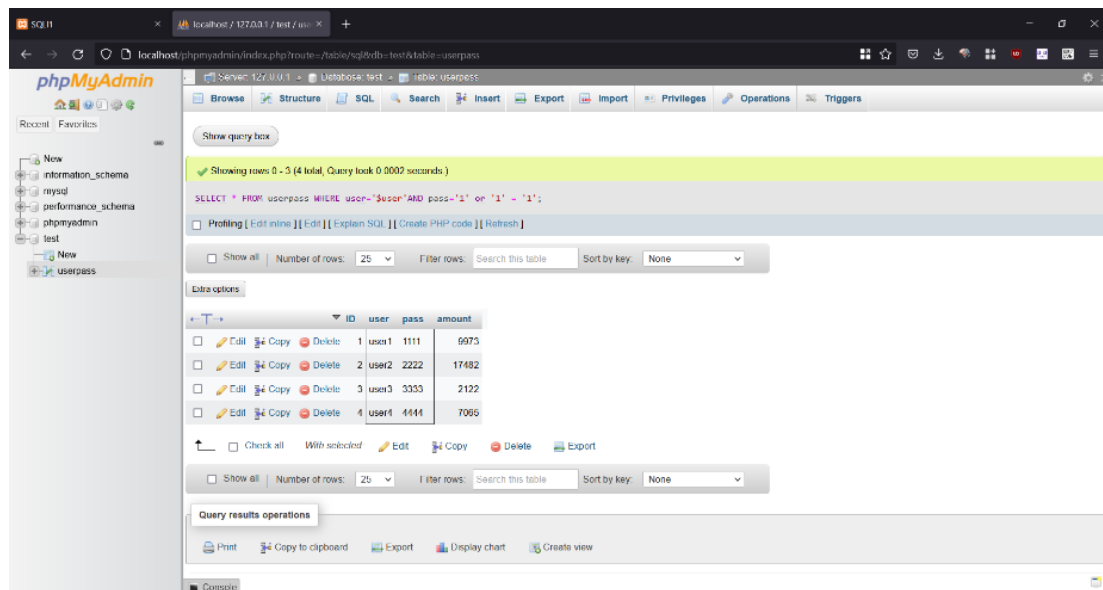 SQLI1
localhost / 127.0.0.1 / test / use
localhost/phpmyadmin/index.php?route=/table/sql&db=test&table=userpass
phpMyAdmin
Recent Favorites
New
information_schema
mysql
performance_schema
phpmyadmin
test
New
userpass
Server: 127.0.0.1 » Database: test » Table: userpass
Browse Structure SQL Search Insert Export Import Privileges Operations Triggers
Show query box
Showing rows 0 - 3 (4 total, Query took 0.0002 seconds.)
SELECT * FROM userpass WHERE user='$user'AND pass='1' or '1' = '1';
Profiling [ Edit inline ] [ Edit ] [ Explain SQL ] [ Create PHP code ] [ Refresh ]
Show all | Number of rows: 25 Filter rows: Search this table Sort by key: None
Extra options
ID user pass amount
Edit Copy Delete 1 user1 1111 9973
Edit Copy Delete 2 user2 2222 17482
Edit Copy Delete 3 user3 3333 2122
Edit Copy Delete 4 user4 4444 7065
Check all With selected Edit Copy Delete Export
Show all | Number of rows: 25 Filter rows: Search this table Sort by key: None
Query results operations
Print Copy to clipboard Export Display chart Create view
Console